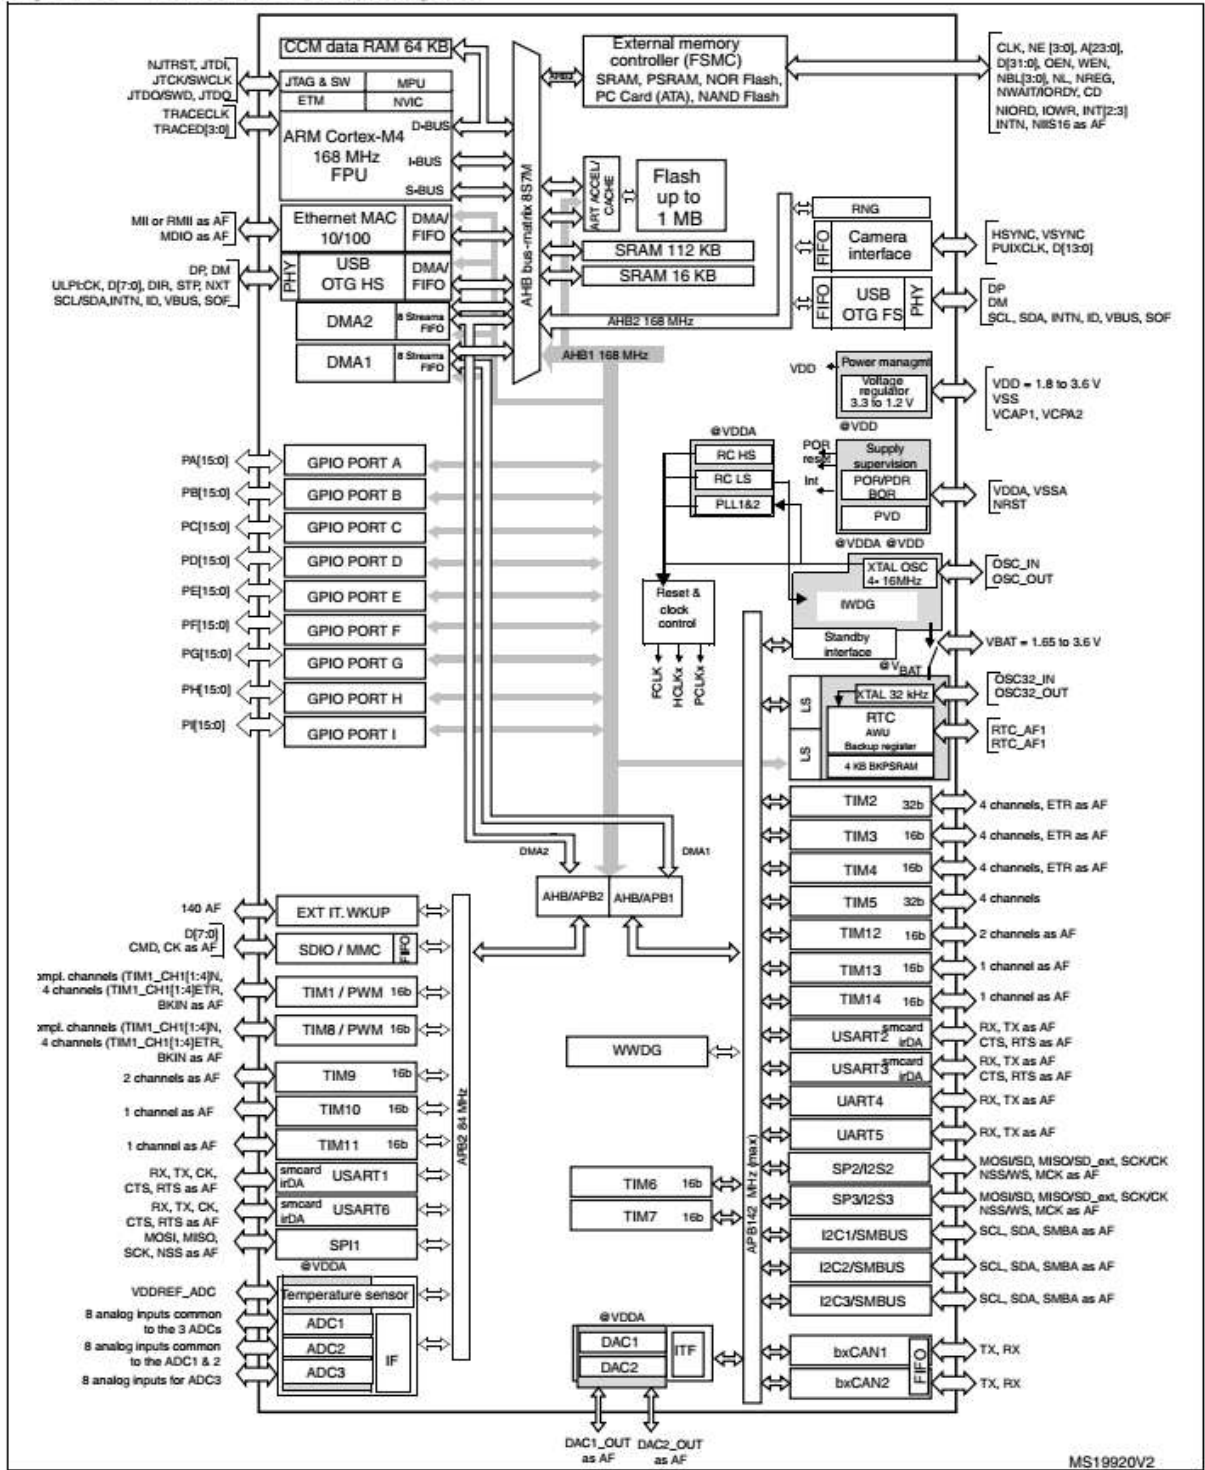 CCM data RAM 64 KB
External memory
controller (FSMC)
SRAM, PSRAM, NOR Flash,
PC Card (ATA), NAND Flash
AHB3
CLK, NE [3:0], A[23:0],
D[31:0], OEN, WEN,
NBL[3:0], NL, NREG,
NWAIT/IORDY, CD
NIORD, IOWR, INT[2:3]
INTN, NIIS16 as AF
NJTRST, JTDI,
JTCK/SWCLK
JTDO/SWD, JTDO
TRACECLK
TRACED[3:0]
JTAG & SW
MPU
ETM
NVIC
ARM Cortex-M4
168 MHz
FPU
D-BUS
I-BUS
S-BUS
AHB bus-matrix 8S7M
ART ACCEL/
CACHE
Flash
up to
1 MB
SRAM 112 KB
SRAM 16 KB
MII or RMII as AF
MDIO as AF
Ethernet MAC
10/100
DMA/
FIFO
DP, DM
ULPI:CK, D[7:0], DIR, STP, NXT
SCL/SDA,INTN, ID, VBUS, SOF
PHY
USB
OTG HS
DMA/
FIFO
DMA2
8 Streams
FIFO
DMA1
8 Streams
FIFO
AHB2 168 MHz
AHB1 168 MHz
RNG
FIFO
Camera
interface
HSYNC, VSYNC
PUIXCLK, D[13:0]
FIFO
USB
OTG FS
PHY
DP
DM
SCL, SDA, INTN, ID, VBUS, SOF
VDD
Power managmt
Voltage
regulator
3.3 to 1.2 V
@VDD
VDD = 1.8 to 3.6 V
VSS
VCAP1, VCPA2
@VDDA
RC HS
RC LS
PLL1&2
POR
reset
Int
Supply
supervision
POR/PDR
BOR
PVD
VDDA, VSSA
NRST
@VDDA @VDD
XTAL OSC
4- 16MHz
OSC_IN
OSC_OUT
IWDG
Reset &
clock
control
FCLK
HCLKx
PCLKx
Standby
interface
VBAT = 1.65 to 3.6 V
@VBAT
LS
LS
XTAL 32 kHz
OSC32_IN
OSC32_OUT
RTC
AWU
Backup register
4 KB BKPSRAM
RTC_AF1
RTC_AF1
PA[15:0]
GPIO PORT A
PB[15:0]
GPIO PORT B
PC[15:0]
GPIO PORT C
PD[15:0]
GPIO PORT D
PE[15:0]
GPIO PORT E
PF[15:0]
GPIO PORT F
PG[15:0]
GPIO PORT G
PH[15:0]
GPIO PORT H
PI[15:0]
GPIO PORT I
DMA2
DMA1
AHB/APB2
AHB/APB1
140 AF
EXT IT. WKUP
D[7:0]
CMD, CK as AF
SDIO / MMC
FIFO
ompl. channels (TIM1_CH1[1:4]N,
4 channels (TIM1_CH1[1:4]ETR,
BKIN as AF
TIM1 / PWM 16b
ompl. channels (TIM1_CH1[1:4]N,
4 channels (TIM1_CH1[1:4]ETR,
BKIN as AF
TIM8 / PWM 16b
2 channels as AF
TIM9 16b
1 channel as AF
TIM10 16b
1 channel as AF
TIM11 16b
RX, TX, CK,
CTS, RTS as AF
smcard
irDA
USART1
RX, TX, CK,
CTS, RTS as AF
smcard
irDA
USART6
MOSI, MISO,
SCK, NSS as AF
SPI1
@VDDA
VDDREF_ADC
Temperature sensor
8 analog inputs common
to the 3 ADCs
8 analog inputs common
to the ADC1 & 2
8 analog inputs for ADC3
ADC1
ADC2
ADC3
IF
APB2 84 MHz
WWDG
TIM6 16b
TIM7 16b
@VDDA
DAC1
DAC2
ITF
DAC1_OUT
as AF
DAC2_OUT
as AF
APB142 MHz (max)
TIM2 32b
4 channels, ETR as AF
TIM3 16b
4 channels, ETR as AF
TIM4 16b
4 channels, ETR as AF
TIM5 32b
4 channels
TIM12 16b
2 channels as AF
TIM13 16b
1 channel as AF
TIM14 16b
1 channel as AF
USART2
smcard
irDA
RX, TX as AF
CTS, RTS as AF
USART3
smcard
irDA
RX, TX as AF
CTS, RTS as AF
UART4
RX, TX as AF
UART5
RX, TX as AF
SP2/I2S2
MOSI/SD, MISO/SD_ext, SCK/CK
NSS/WS, MCK as AF
SP3/I2S3
MOSI/SD, MISO/SD_ext, SCK/CK
NSS/WS, MCK as AF
I2C1/SMBUS
SCL, SDA, SMBA as AF
I2C2/SMBUS
SCL, SDA, SMBA as AF
I2C3/SMBUS
SCL, SDA, SMBA as AF
bxCAN1
TX, RX
bxCAN2
FIFO
TX, RX
MS19920V2